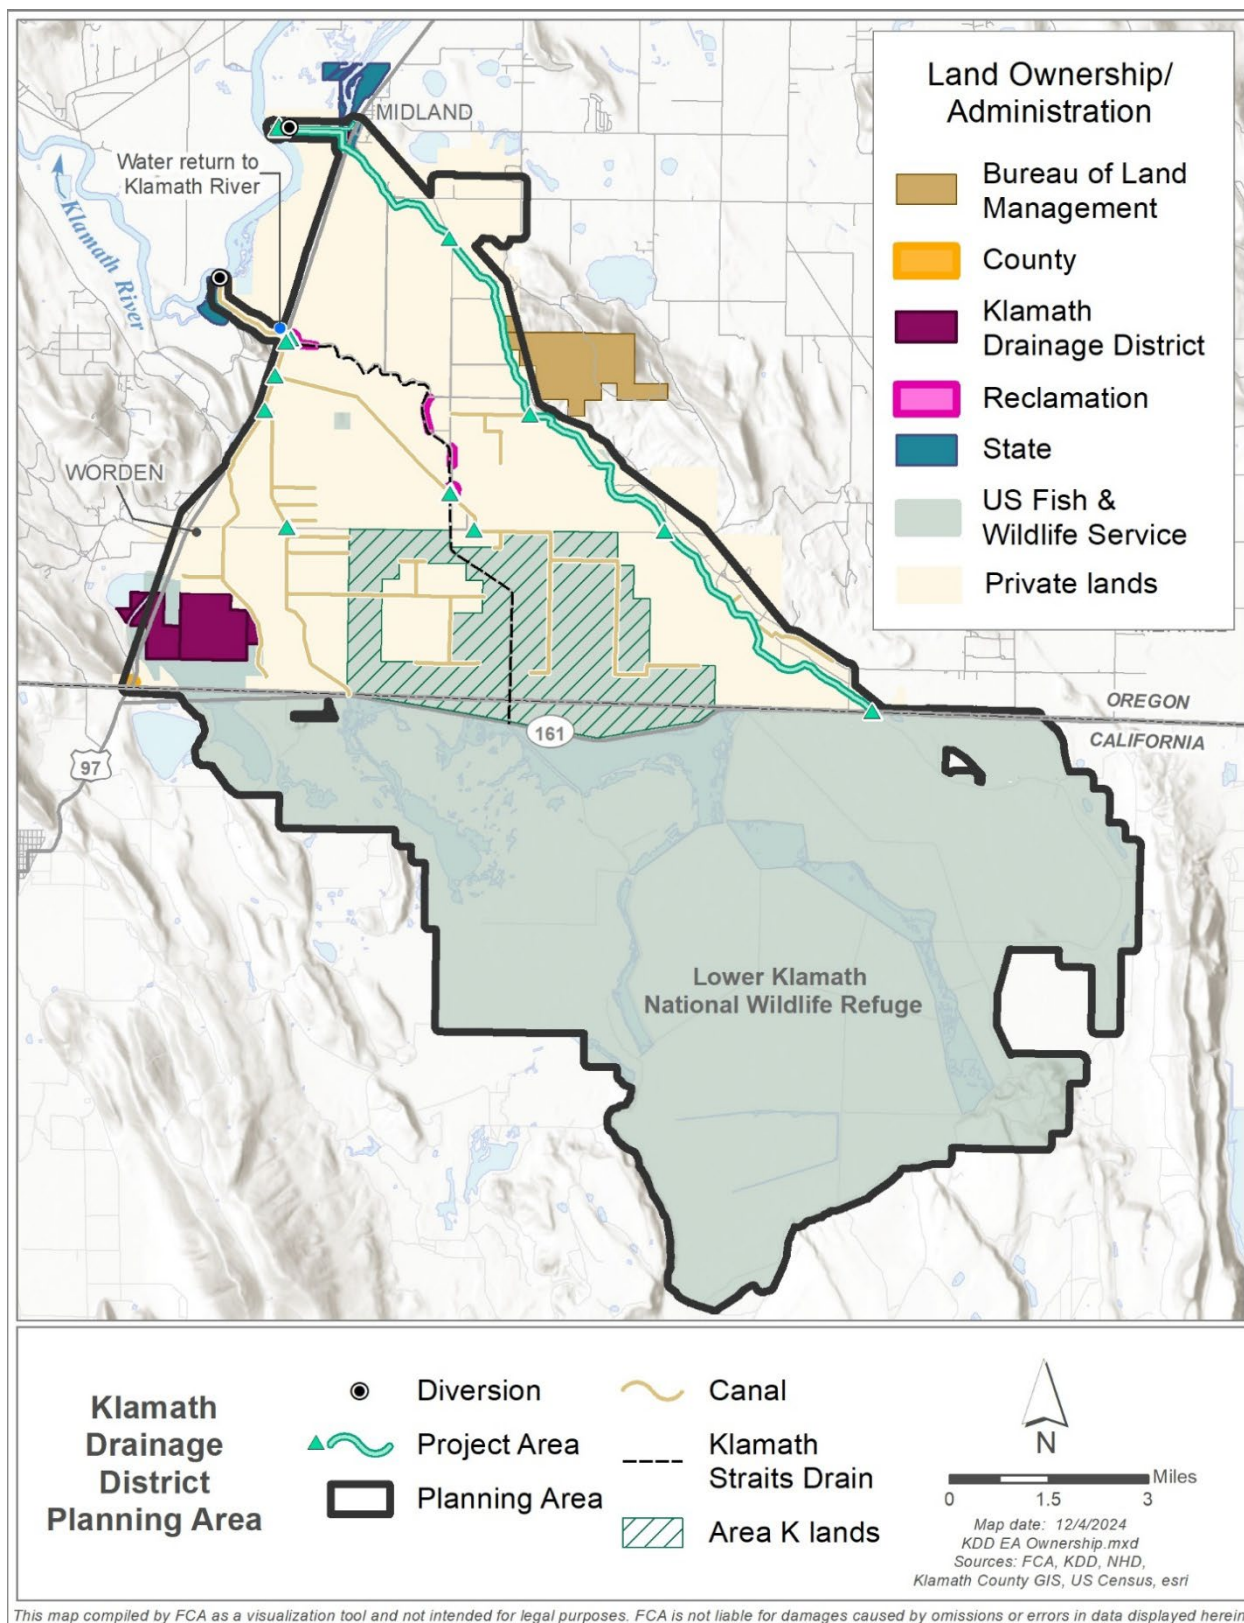 Land Ownership/
Administration
Bureau of Land
Management
County
Klamath
Drainage District
Reclamation
State
US Fish &
Wildlife Service
Private lands
MIDLAND
Water return to
Klamath River
Klamath River
WORDEN
OREGON
CALIFORNIA
161
97
Lower Klamath
National Wildlife Refuge
Klamath
Drainage
District
Planning Area
Diversion
Project Area
Planning Area
Canal
Klamath
Straits Drain
Area K lands
N
Miles
0 1.5 3
Map date: 12/4/2024
KDD EA Ownership.mxd
Sources: FCA, KDD, NHD,
Klamath County GIS, US Census, esri
This map compiled by FCA as a visualization tool and not intended for legal purposes. FCA is not liable for damages caused by omissions or errors in data displayed herein